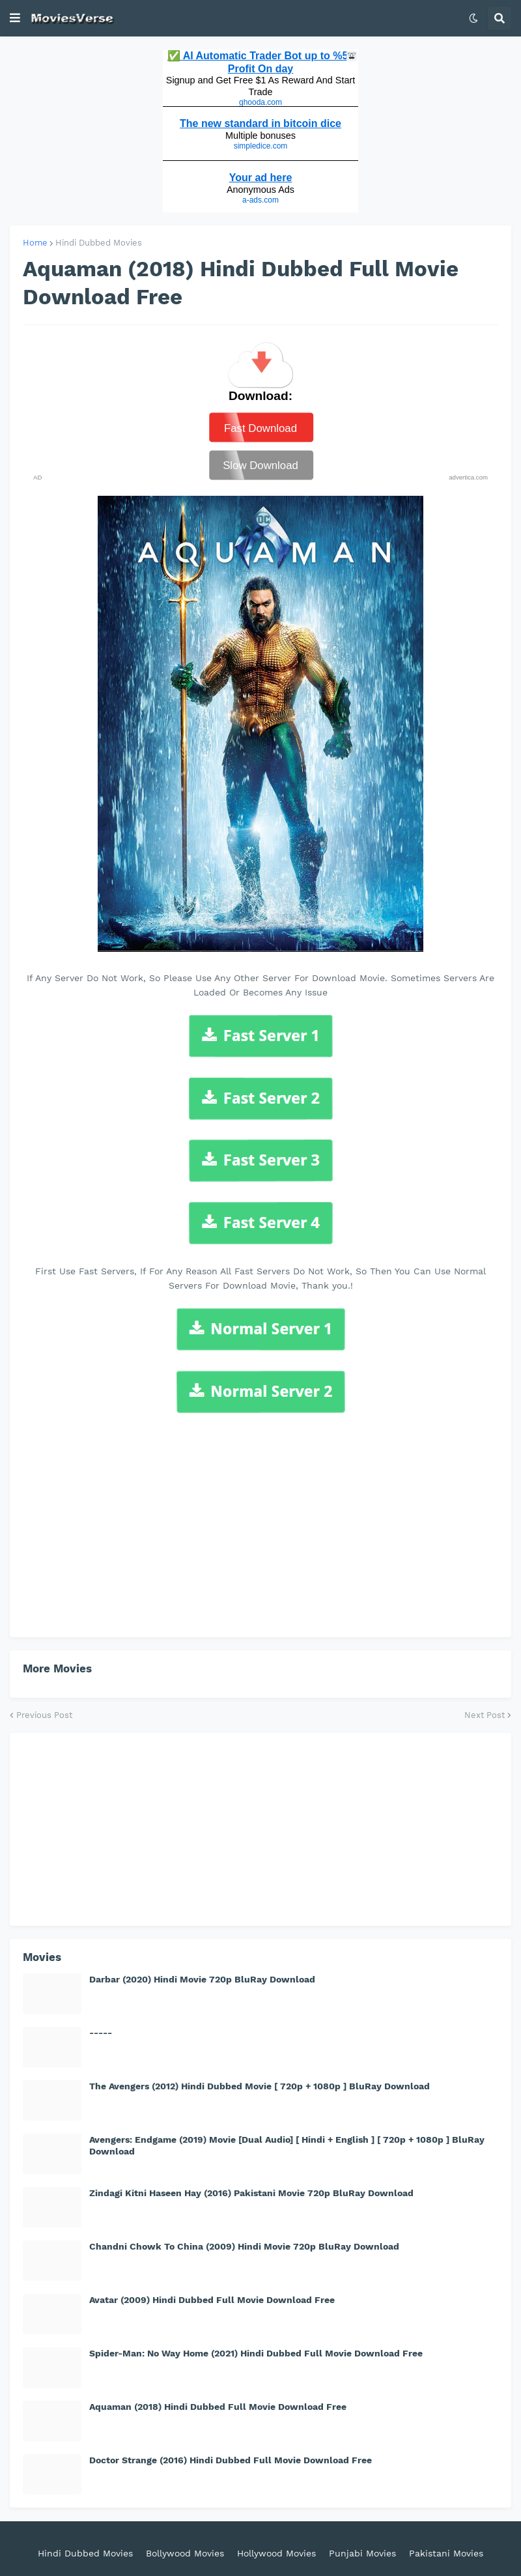 MoviesVerse
✅ AI Automatic Trader Bot up to %5
Profit On day
Signup and Get Free $1 As Reward And Start
Trade
ghooda.com
The new standard in bitcoin dice
Multiple bonuses
simpledice.com
Your ad here
Anonymous Ads
a-ads.com
Home > Hindi Dubbed Movies
Aquaman (2018) Hindi Dubbed Full Movie
Download Free
Download:
Fast Download
Slow Download
AD
advertica.com
DC
AQUAMAN
If Any Server Do Not Work, So Please Use Any Other Server For Download Movie. Sometimes Servers Are
Loaded Or Becomes Any Issue
Fast Server 1
Fast Server 2
Fast Server 3
Fast Server 4
First Use Fast Servers, If For Any Reason All Fast Servers Do Not Work, So Then You Can Use Normal
Servers For Download Movie, Thank you.!
Normal Server 1
Normal Server 2
More Movies
< Previous Post
Next Post >
Movies
Darbar (2020) Hindi Movie 720p BluRay Download
-----
The Avengers (2012) Hindi Dubbed Movie [ 720p + 1080p ] BluRay Download
Avengers: Endgame (2019) Movie [Dual Audio] [ Hindi + English ] [ 720p + 1080p ] BluRay
Download
Zindagi Kitni Haseen Hay (2016) Pakistani Movie 720p BluRay Download
Chandni Chowk To China (2009) Hindi Movie 720p BluRay Download
Avatar (2009) Hindi Dubbed Full Movie Download Free
Spider-Man: No Way Home (2021) Hindi Dubbed Full Movie Download Free
Aquaman (2018) Hindi Dubbed Full Movie Download Free
Doctor Strange (2016) Hindi Dubbed Full Movie Download Free
Hindi Dubbed Movies Bollywood Movies Hollywood Movies Punjabi Movies Pakistani Movies